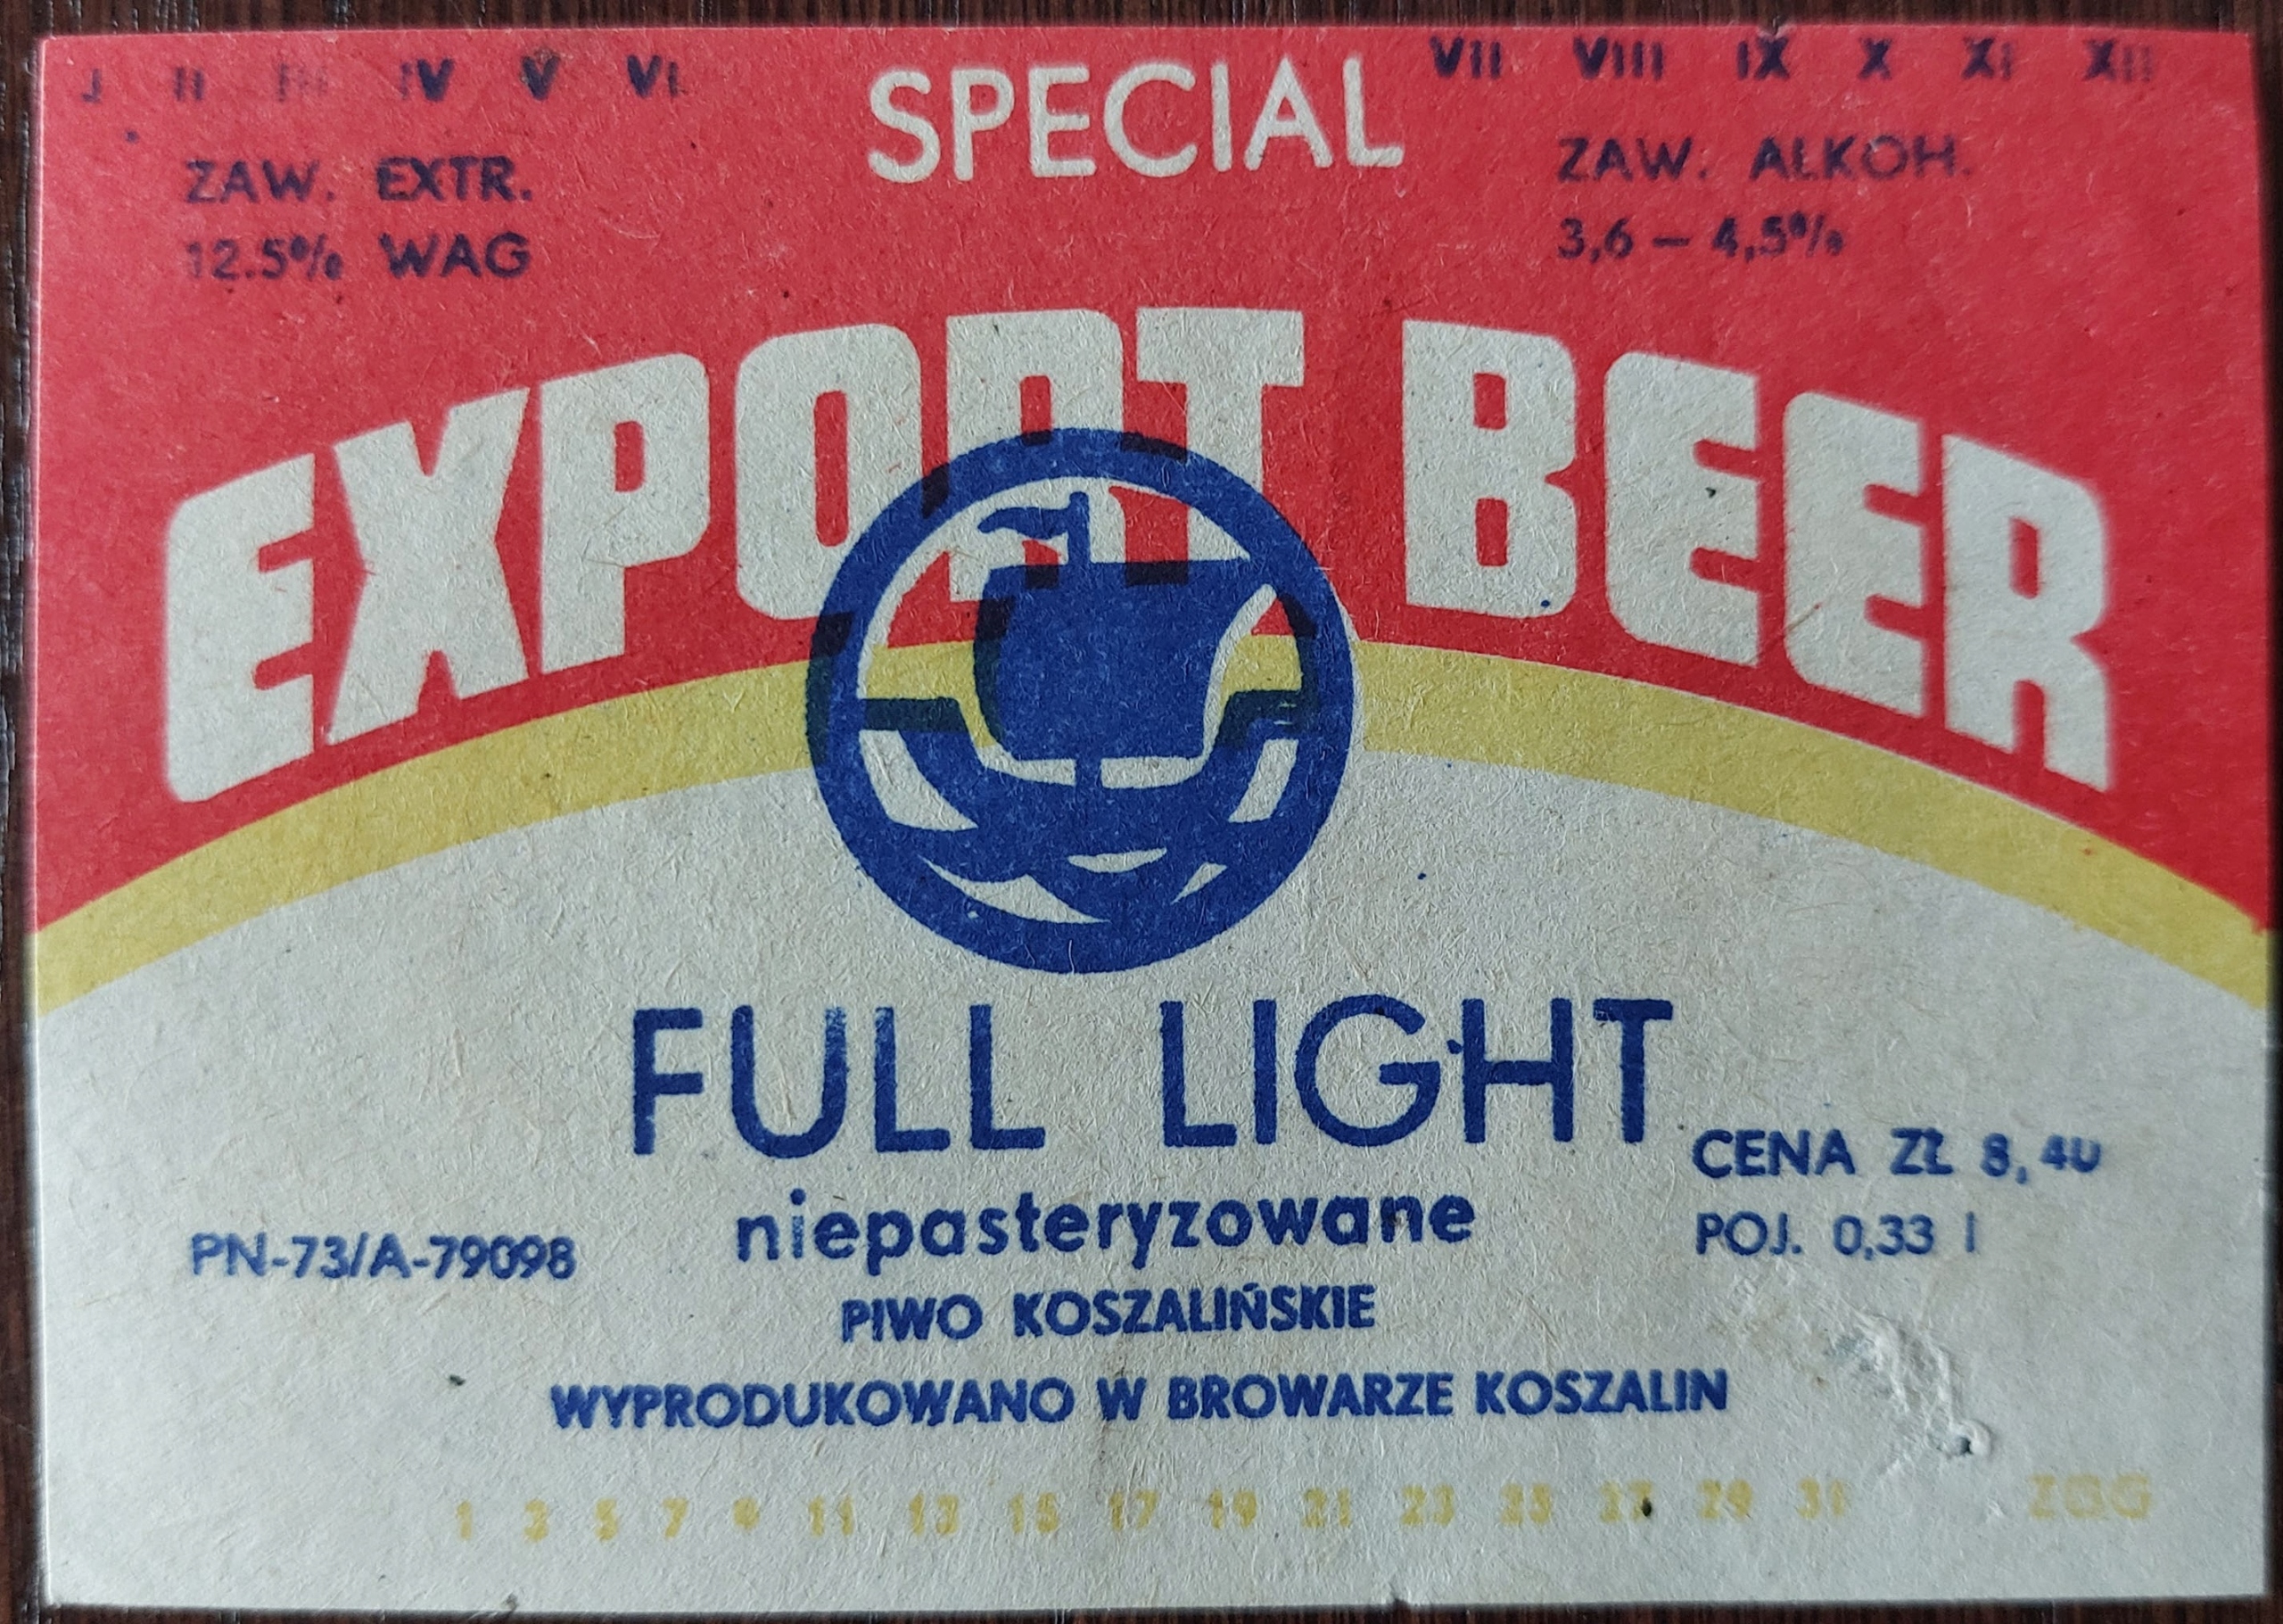 I II III IV V VI
VII VIII IX X XI XII
SPECIAL
ZAW. EXTR.
12.5% WAG
ZAW. ALKOH.
3,6 – 4,5%
EXPORT BEER
FULL LIGHT
CENA ZŁ 8,40
POJ. 0,33 l
niepasteryzowane
PN-73/A-79098
PIWO KOSZALIŃSKIE
WYPRODUKOWANO W BROWARZE KOSZALIN
1 3 5 7 9 11 13 15 17 19 21 23 25 27 29 31
ZGG